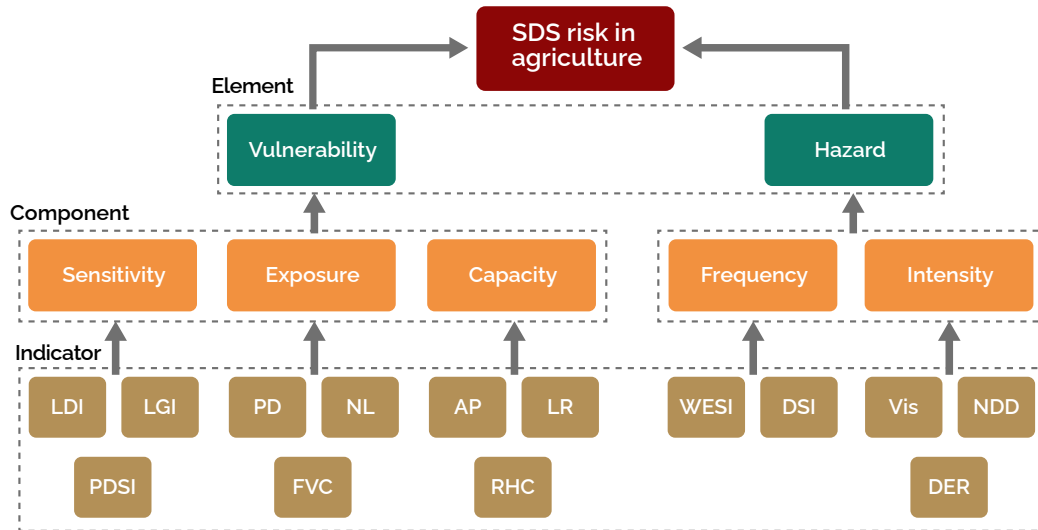 SDS risk in
agriculture
Element
Vulnerability
Hazard
Component
Sensitivity
Exposure
Capacity
Frequency
Intensity
Indicator
LDI
LGI
PD
NL
AP
LR
WESI
DSI
Vis
NDD
PDSI
FVC
RHC
DER